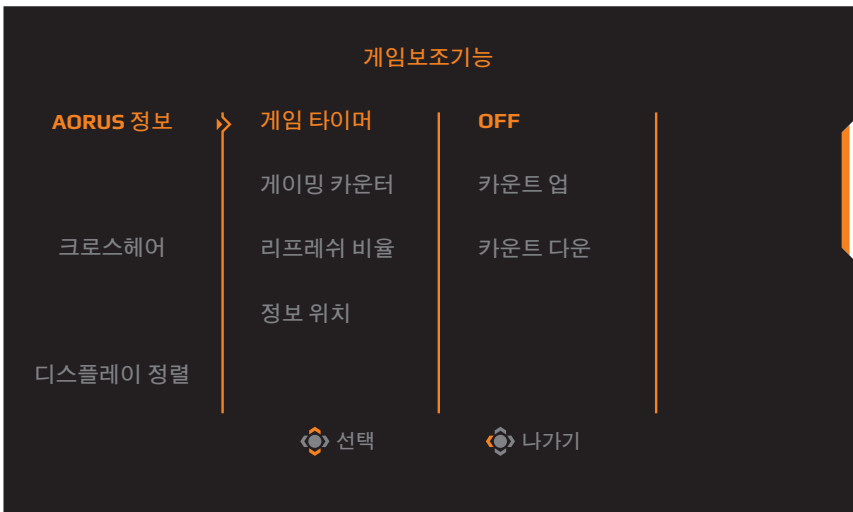 게임보조기능
AORUS 정보
게임 타이머
OFF
게이밍 카운터
카운트 업
크로스헤어
리프레쉬 비율
카운트 다운
정보 위치
디스플레이 정렬
선택
나가기